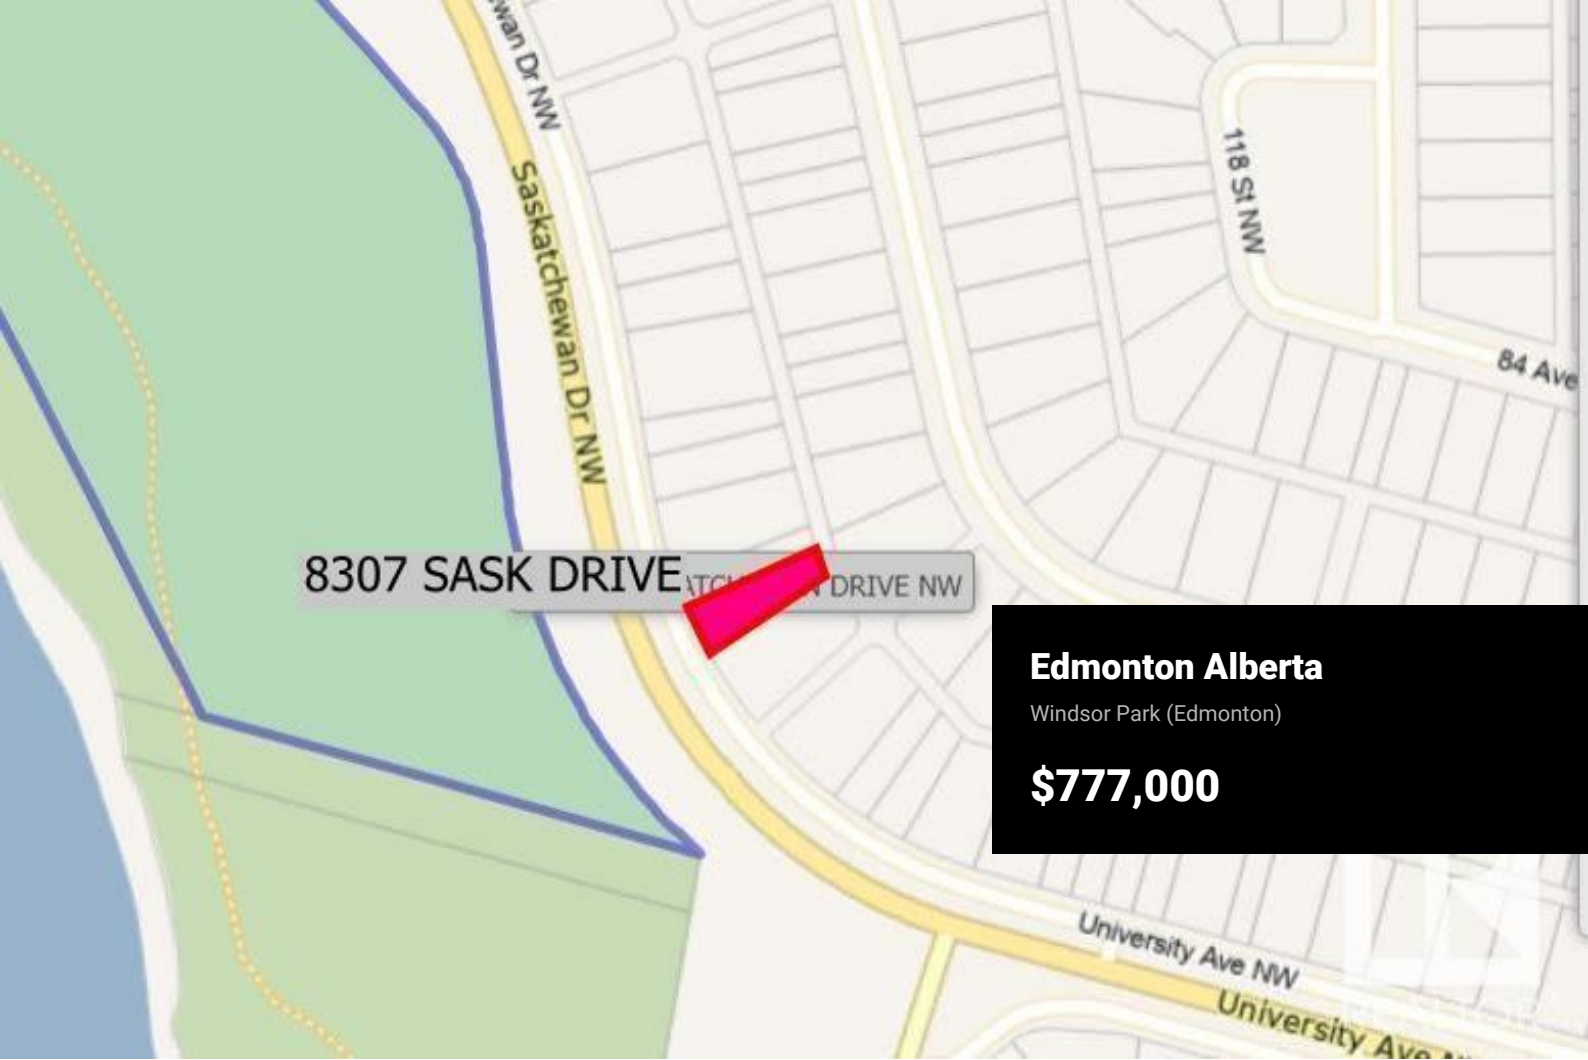 swan Dr NW
Saskatchewan Dr NW
118 St NW
84 Ave
8307 SASK DRIVE
DRIVE NW
Edmonton Alberta
Windsor Park (Edmonton)
$777,000
University Ave NW
University Ave